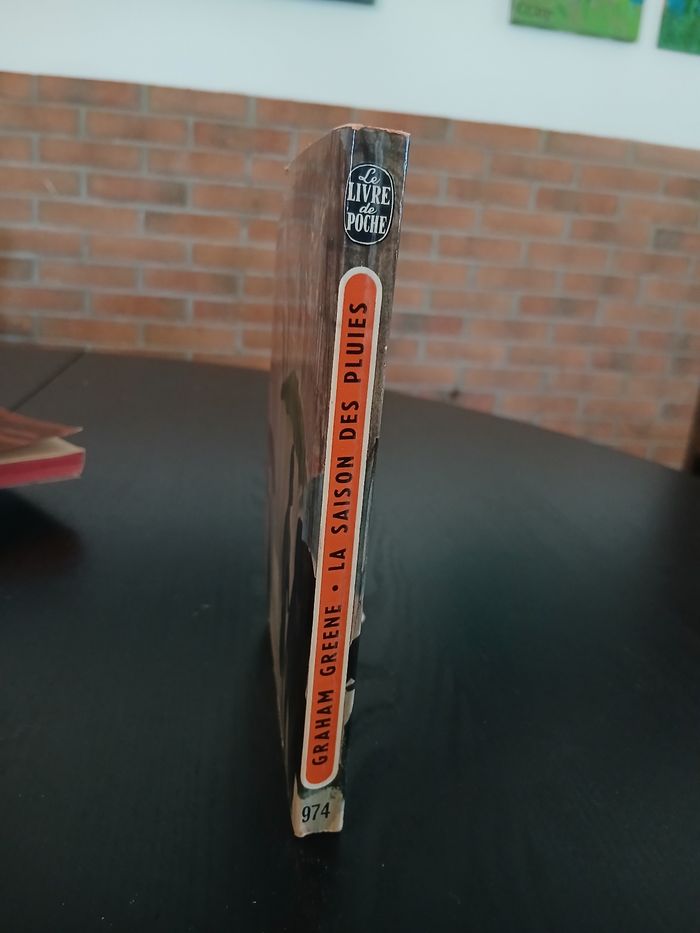 Le
LIVRE
de
POCHE
GRAHAM GREENE • LA SAISON DES PLUIES
974